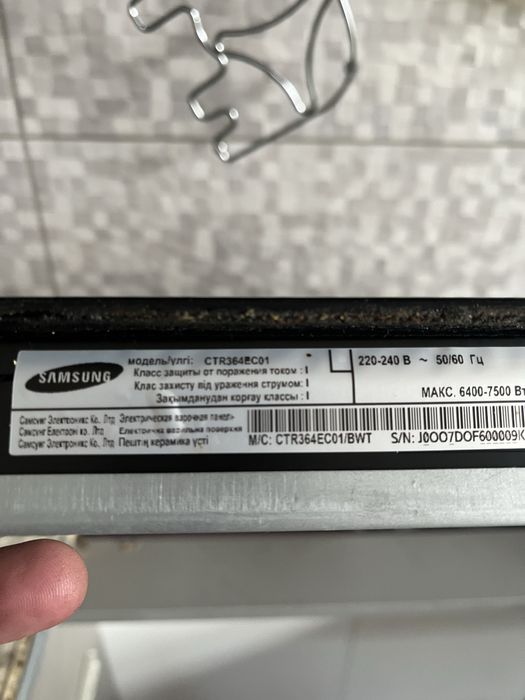 SAMSUNG
модель/үлгі: CTR364EC01
Класс защиты от поражения током : I
Клас захисту від ураження струмом: I
Зақымданудан қорғау классы : I
220-240 В ~ 50/60 Гц
МАКС. 6400-7500 Вт
Самсунг Электроникс Ко. Лтд Электрическая варочная панель
Самсунг Електронікс Ко. Лтд Електрична варильна поверхня
Самсунг Электроникс Ко. Лтд Пештің керамика үсті
M/C: CTR364EC01/BWT S/N: J0OO7DOF600009K